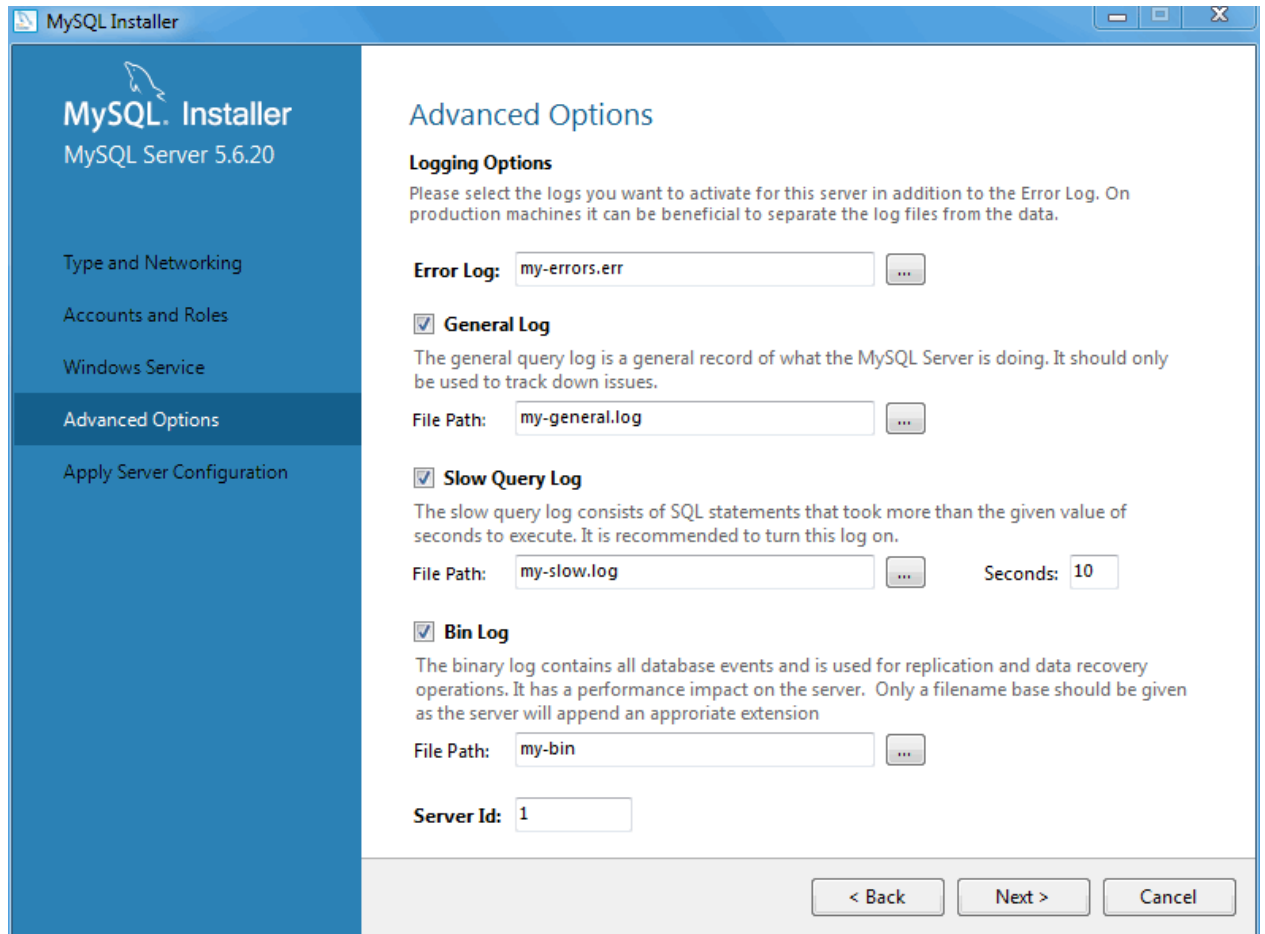 MySQL Installer
MySQL. Installer
MySQL Server 5.6.20
Type and Networking
Accounts and Roles
Windows Service
Advanced Options
Apply Server Configuration
Advanced Options
Logging Options
Please select the logs you want to activate for this server in addition to the Error Log. On
production machines it can be beneficial to separate the log files from the data.
Error Log: my-errors.err ...
General Log
The general query log is a general record of what the MySQL Server is doing. It should only
be used to track down issues.
File Path: my-general.log ...
Slow Query Log
The slow query log consists of SQL statements that took more than the given value of
seconds to execute. It is recommended to turn this log on.
File Path: my-slow.log ... Seconds: 10
Bin Log
The binary log contains all database events and is used for replication and data recovery
operations. It has a performance impact on the server.  Only a filename base should be given
as the server will append an approriate extension
File Path: my-bin ...
Server Id: 1
< Back Next > Cancel